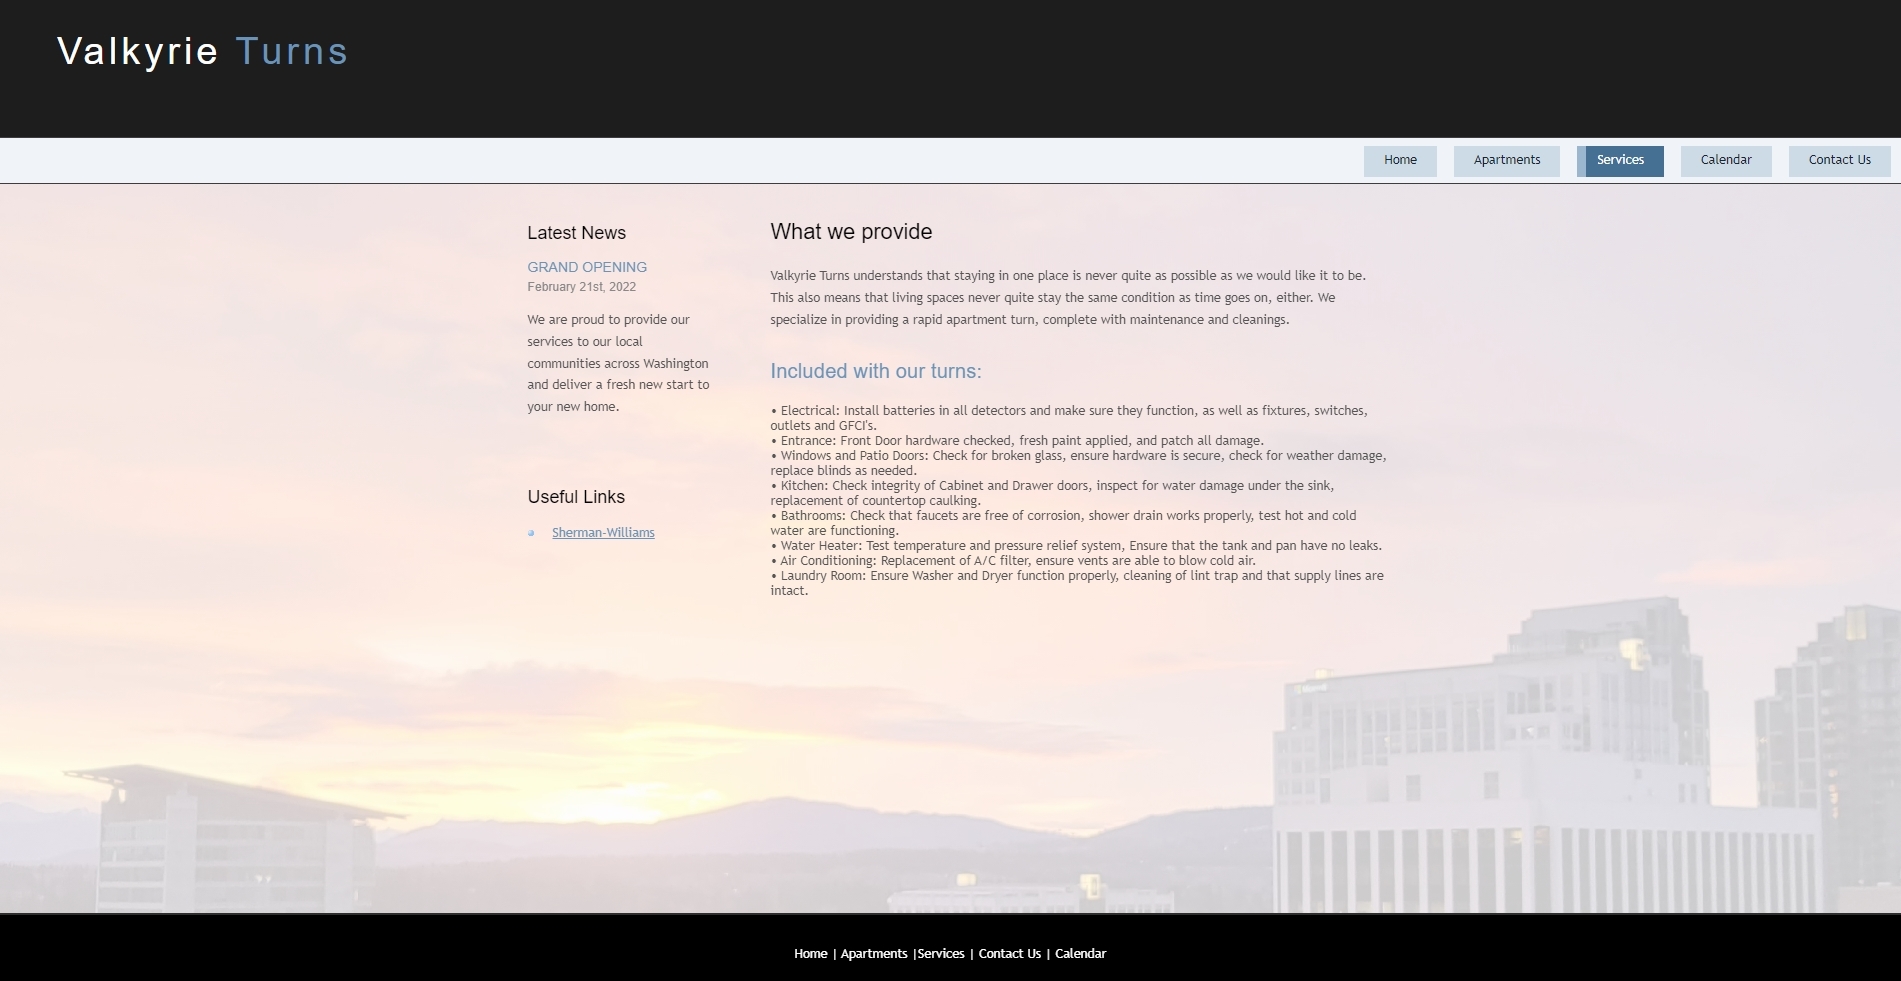 Valkyrie Turns
Home
Apartments
Services
Calendar
Contact Us
Latest News
GRAND OPENING
February 21st, 2022
We are proud to provide our
services to our local
communities across Washington
and deliver a fresh new start to
your new home.
Useful Links
Sherman-Williams
What we provide
Valkyrie Turns understands that staying in one place is never quite as possible as we would like it to be.
This also means that living spaces never quite stay the same condition as time goes on, either. We
specialize in providing a rapid apartment turn, complete with maintenance and cleanings.
Included with our turns:
• Electrical: Install batteries in all detectors and make sure they function, as well as fixtures, switches,
outlets and GFCI's.
• Entrance: Front Door hardware checked, fresh paint applied, and patch all damage.
• Windows and Patio Doors: Check for broken glass, ensure hardware is secure, check for weather damage,
replace blinds as needed.
• Kitchen: Check integrity of Cabinet and Drawer doors, inspect for water damage under the sink,
replacement of countertop caulking.
• Bathrooms: Check that faucets are free of corrosion, shower drain works properly, test hot and cold
water are functioning.
• Water Heater: Test temperature and pressure relief system, Ensure that the tank and pan have no leaks.
• Air Conditioning: Replacement of A/C filter, ensure vents are able to blow cold air.
• Laundry Room: Ensure Washer and Dryer function properly, cleaning of lint trap and that supply lines are
intact.
Home | Apartments |Services | Contact Us | Calendar